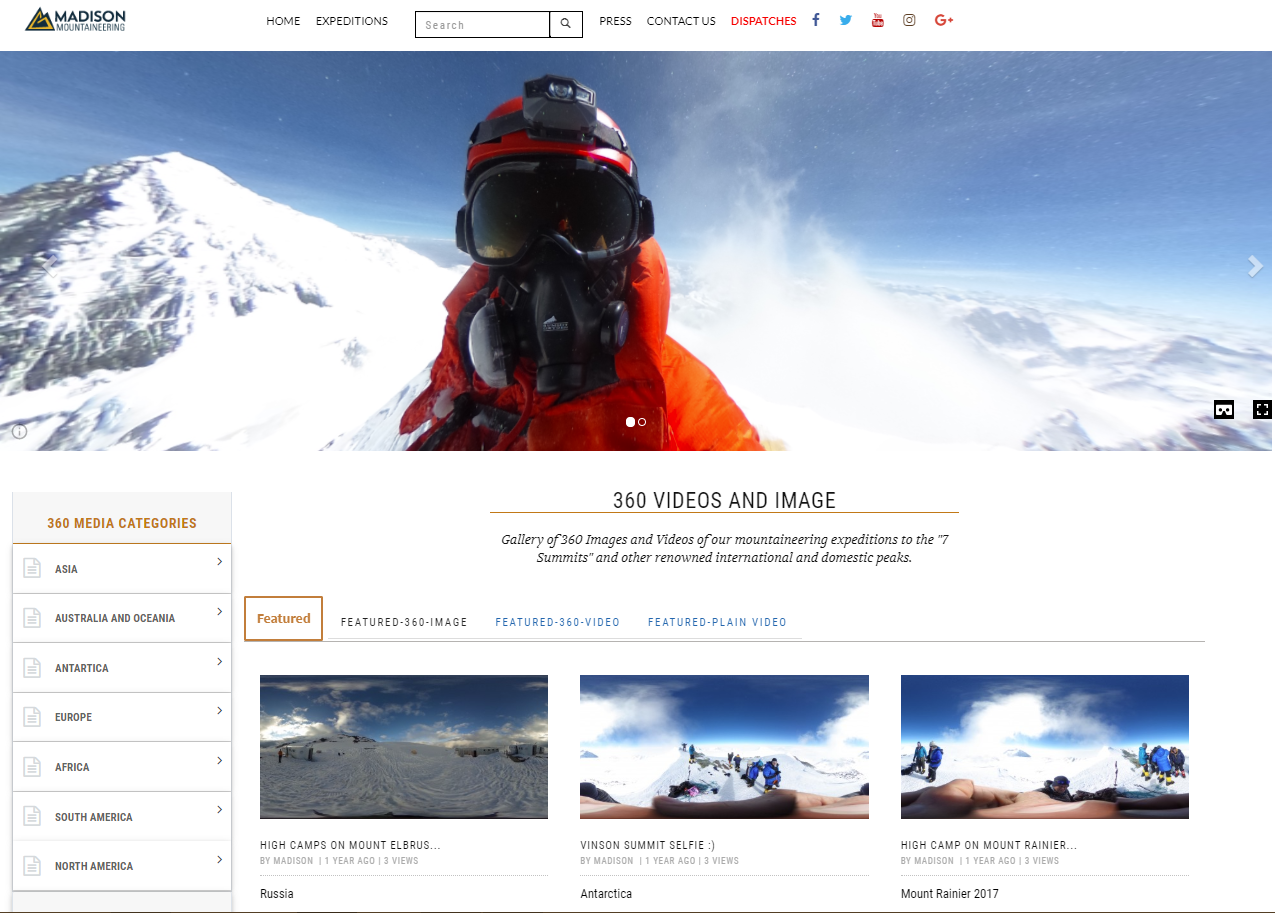 MADISON
MOUNTAINEERING
HOME EXPEDITIONS Search PRESS CONTACT US DISPATCHES
360 MEDIA CATEGORIES
ASIA
AUSTRALIA AND OCEANIA
ANTARTICA
EUROPE
AFRICA
SOUTH AMERICA
NORTH AMERICA
360 VIDEOS AND IMAGE
Gallery of 360 Images and Videos of our mountaineering expeditions to the "7
Summits" and other renowned international and domestic peaks.
Featured FEATURED-360-IMAGE FEATURED-360-VIDEO FEATURED-PLAIN VIDEO
HIGH CAMPS ON MOUNT ELBRUS...
BY MADISON | 1 YEAR AGO | 3 VIEWS
Russia
VINSON SUMMIT SELFIE :)
BY MADISON | 1 YEAR AGO | 3 VIEWS
Antarctica
HIGH CAMP ON MOUNT RAINIER...
BY MADISON | 1 YEAR AGO | 3 VIEWS
Mount Rainier 2017